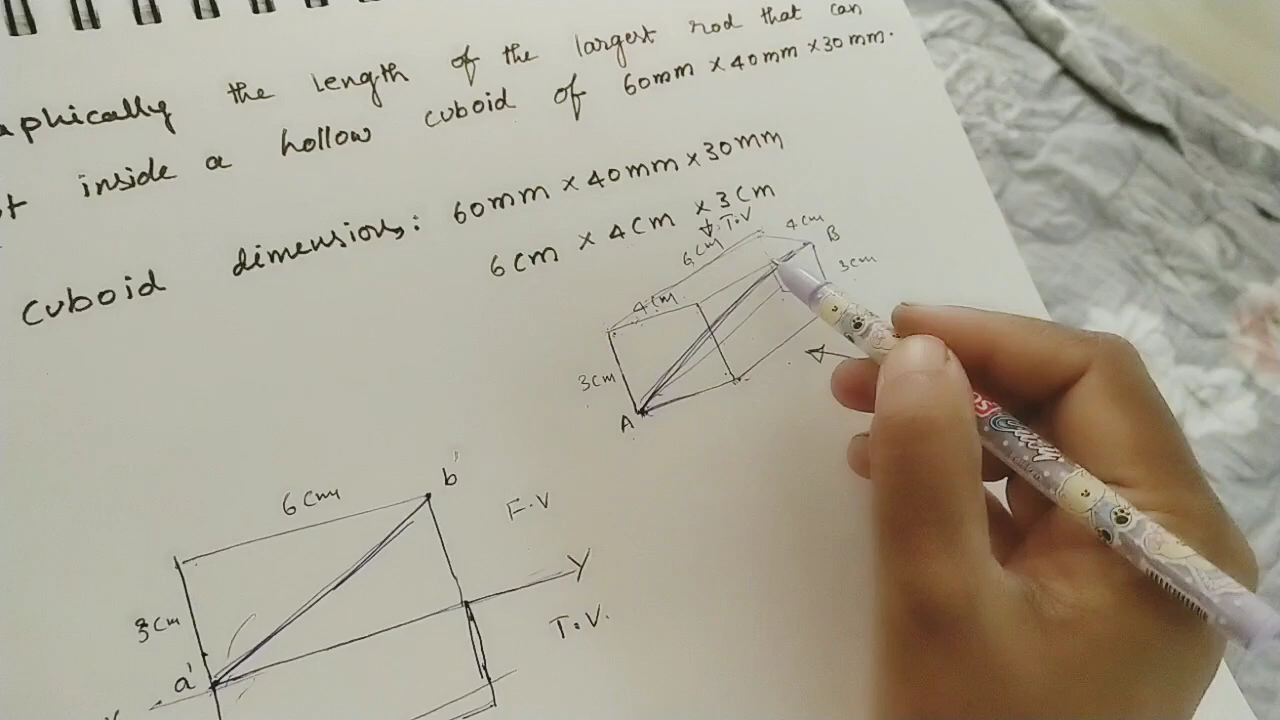 aphically the length of the largest rod that can
inside a hollow cuboid of 60mm x 40mm x 30mm.
Cuboid dimensions: 60mm x 40mm x 30mm
6cm x 4cm x 3cm
T.V
6cm
4cm
B
4cm
3cm
3cm
A
b'
6cm
F.V
3cm
Y
T.V.
a'
X